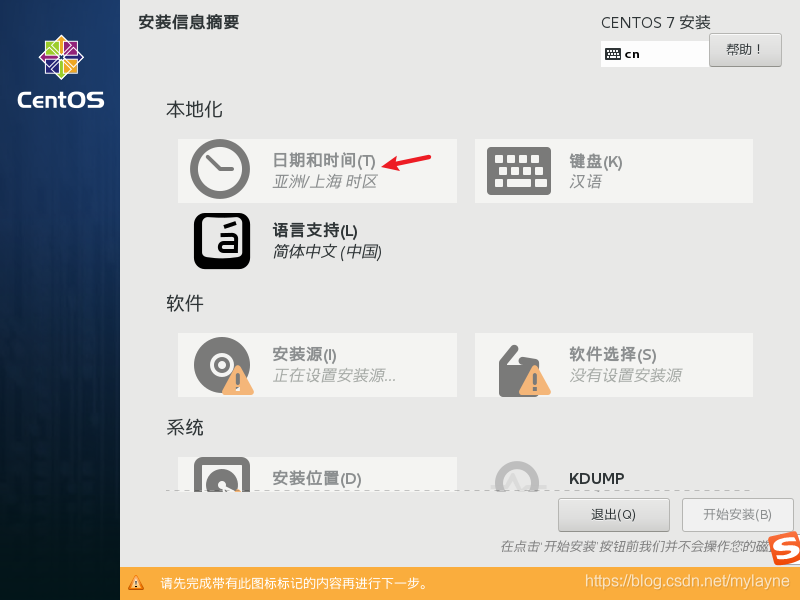 CentOS
安装信息摘要
CENTOS 7 安装
cn
帮助！
本地化
日期和时间(T)
亚洲/上海 时区
键盘(K)
汉语
语言支持(L)
简体中文 (中国)
软件
安装源(I)
正在设置安装源...
软件选择(S)
没有设置安装源
系统
安装位置(D)
KDUMP
退出(Q)
开始安装(B)
在点击'开始安装'按钮前我们并不会操作您的磁
请先完成带有此图标标记的内容再进行下一步。
https://blog.csdn.net/mylayne